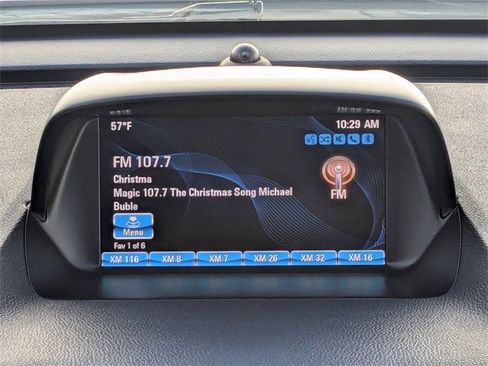 57°F
10:29 AM
FM 107.7
Christma
Magic 107.7 The Christmas Song Michael
Buble
FM
Menu
Fav 1 of 6
XM 116 XM 8 XM 7 XM 26 XM 32 XM 16